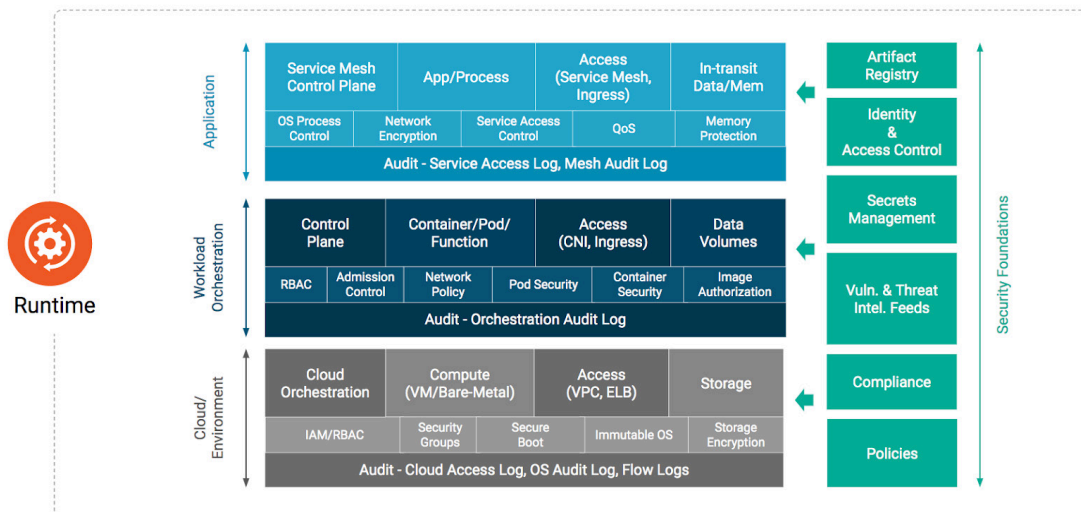 Application
Service Mesh
Control Plane
App/Process
Access
(Service Mesh,
Ingress)
In-transit
Data/Mem
OS Process
Control
Network
Encryption
Service Access
Control
QoS
Memory
Protection
Audit - Service Access Log, Mesh Audit Log
Runtime
Workload
Orchestration
Control
Plane
Container/Pod/
Function
Access
(CNI, Ingress)
Data
Volumes
RBAC
Admission
Control
Network
Policy
Pod Security
Container
Security
Image
Authorization
Audit - Orchestration Audit Log
Cloud/
Environment
Cloud
Orchestration
Compute
(VM/Bare-Metal)
Access
(VPC, ELB)
Storage
IAM/RBAC
Security
Groups
Secure
Boot
Immutable OS
Storage
Encryption
Audit - Cloud Access Log, OS Audit Log, Flow Logs
Artifact
Registry
Identity
&
Access Control
Secrets
Management
Vuln. & Threat
Intel. Feeds
Compliance
Policies
Security Foundations